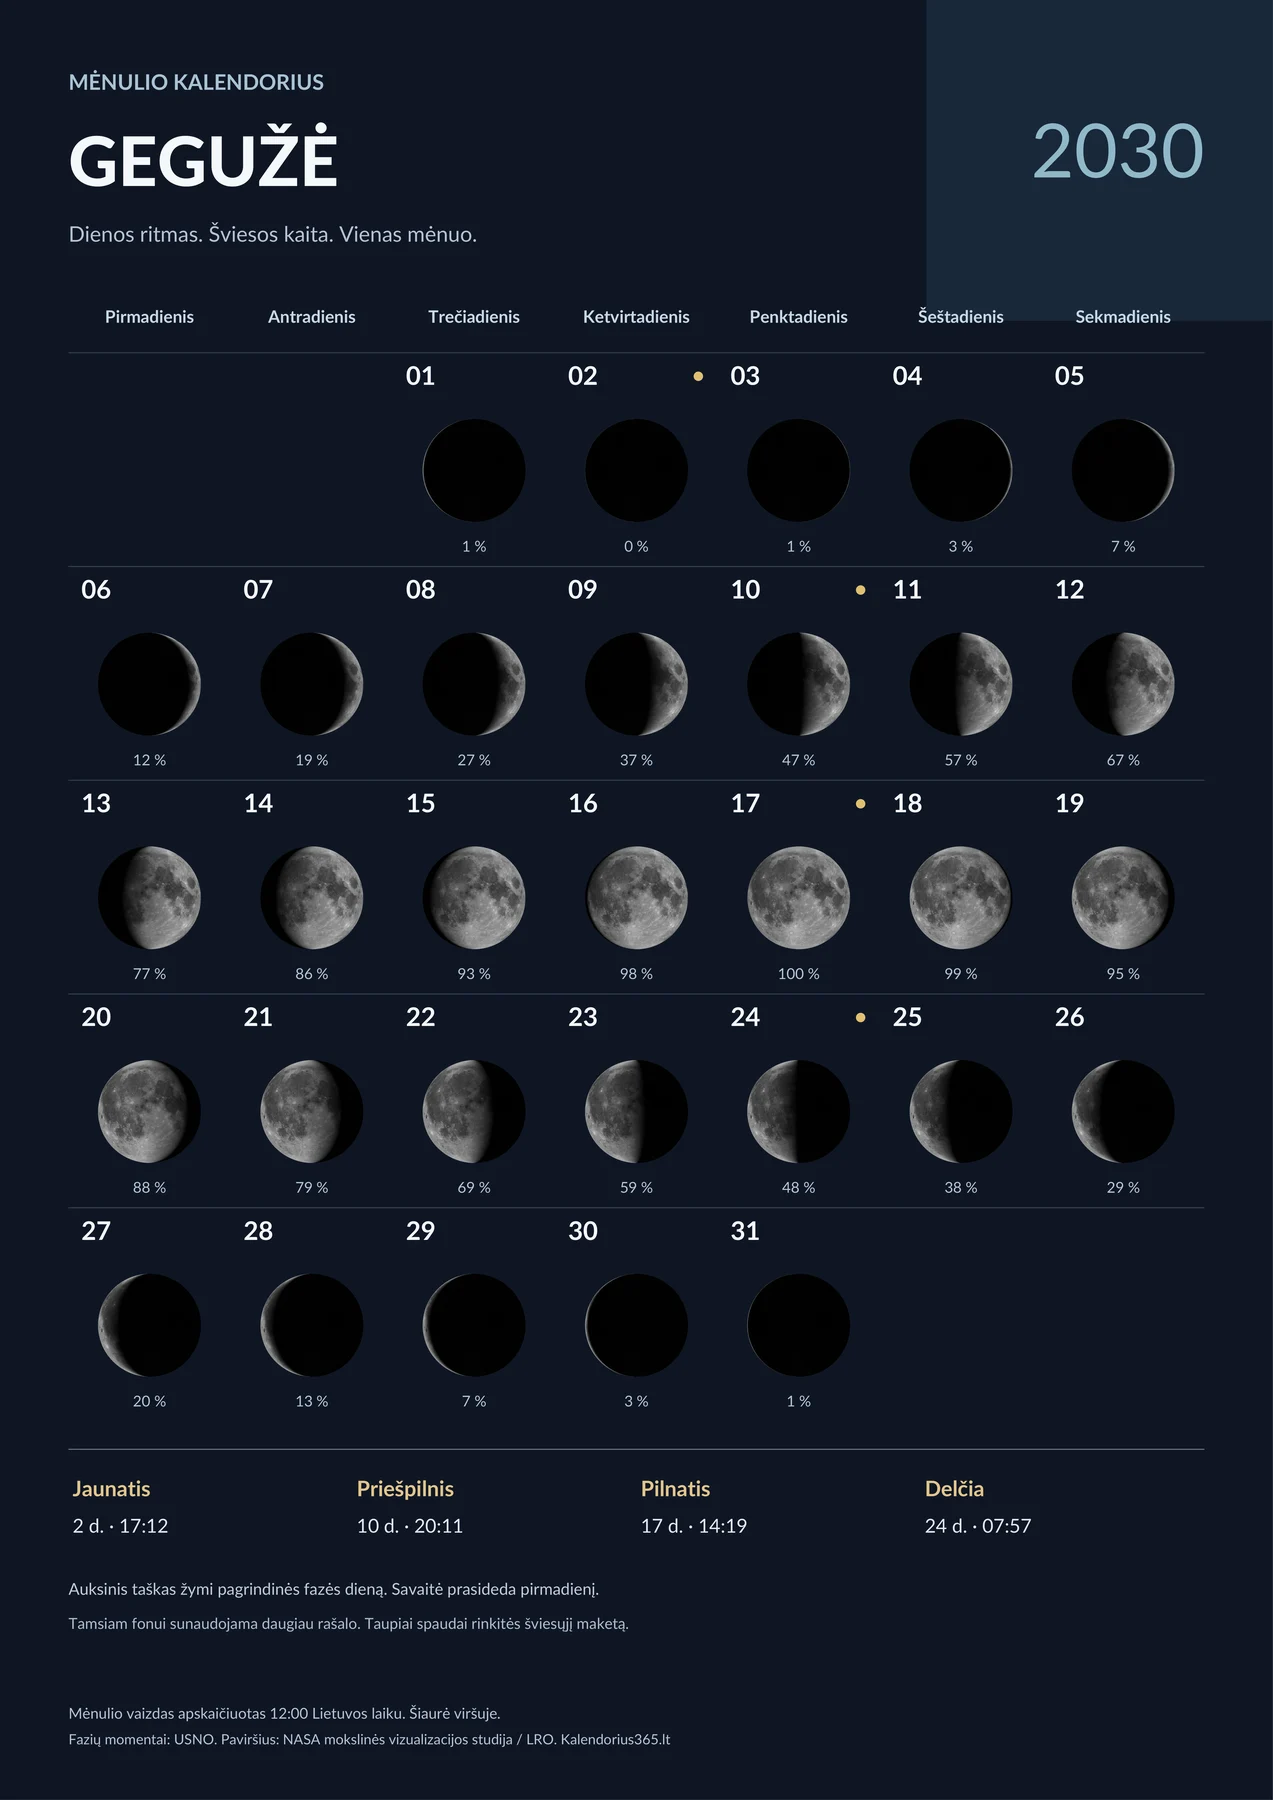 MĖNULIO KALENDORIUS
GEGUŽĖ
2030
Dienos ritmas. Šviesos kaita. Vienas mėnuo.
Pirmadienis Antradienis Trečiadienis Ketvirtadienis Penktadienis Šeštadienis Sekmadienis
01 02 03 04 05
1 % 0 % 1 % 3 % 7 %
06 07 08 09 10 11 12
12 % 19 % 27 % 37 % 47 % 57 % 67 %
13 14 15 16 17 18 19
77 % 86 % 93 % 98 % 100 % 99 % 95 %
20 21 22 23 24 25 26
88 % 79 % 69 % 59 % 48 % 38 % 29 %
27 28 29 30 31
20 % 13 % 7 % 3 % 1 %
Jaunatis Priešpilnis Pilnatis Delčia
2 d. · 17:12 10 d. · 20:11 17 d. · 14:19 24 d. · 07:57
Auksinis taškas žymi pagrindinės fazės dieną. Savaitė prasideda pirmadienį.
Tamsiam fonui sunaudojama daugiau rašalo. Taupiai spaudai rinkitės šviesųjį maketą.
Mėnulio vaizdas apskaičiuotas 12:00 Lietuvos laiku. Šiaurė viršuje.
Fazių momentai: USNO. Paviršius: NASA mokslinės vizualizacijos studija / LRO. Kalendorius365.lt